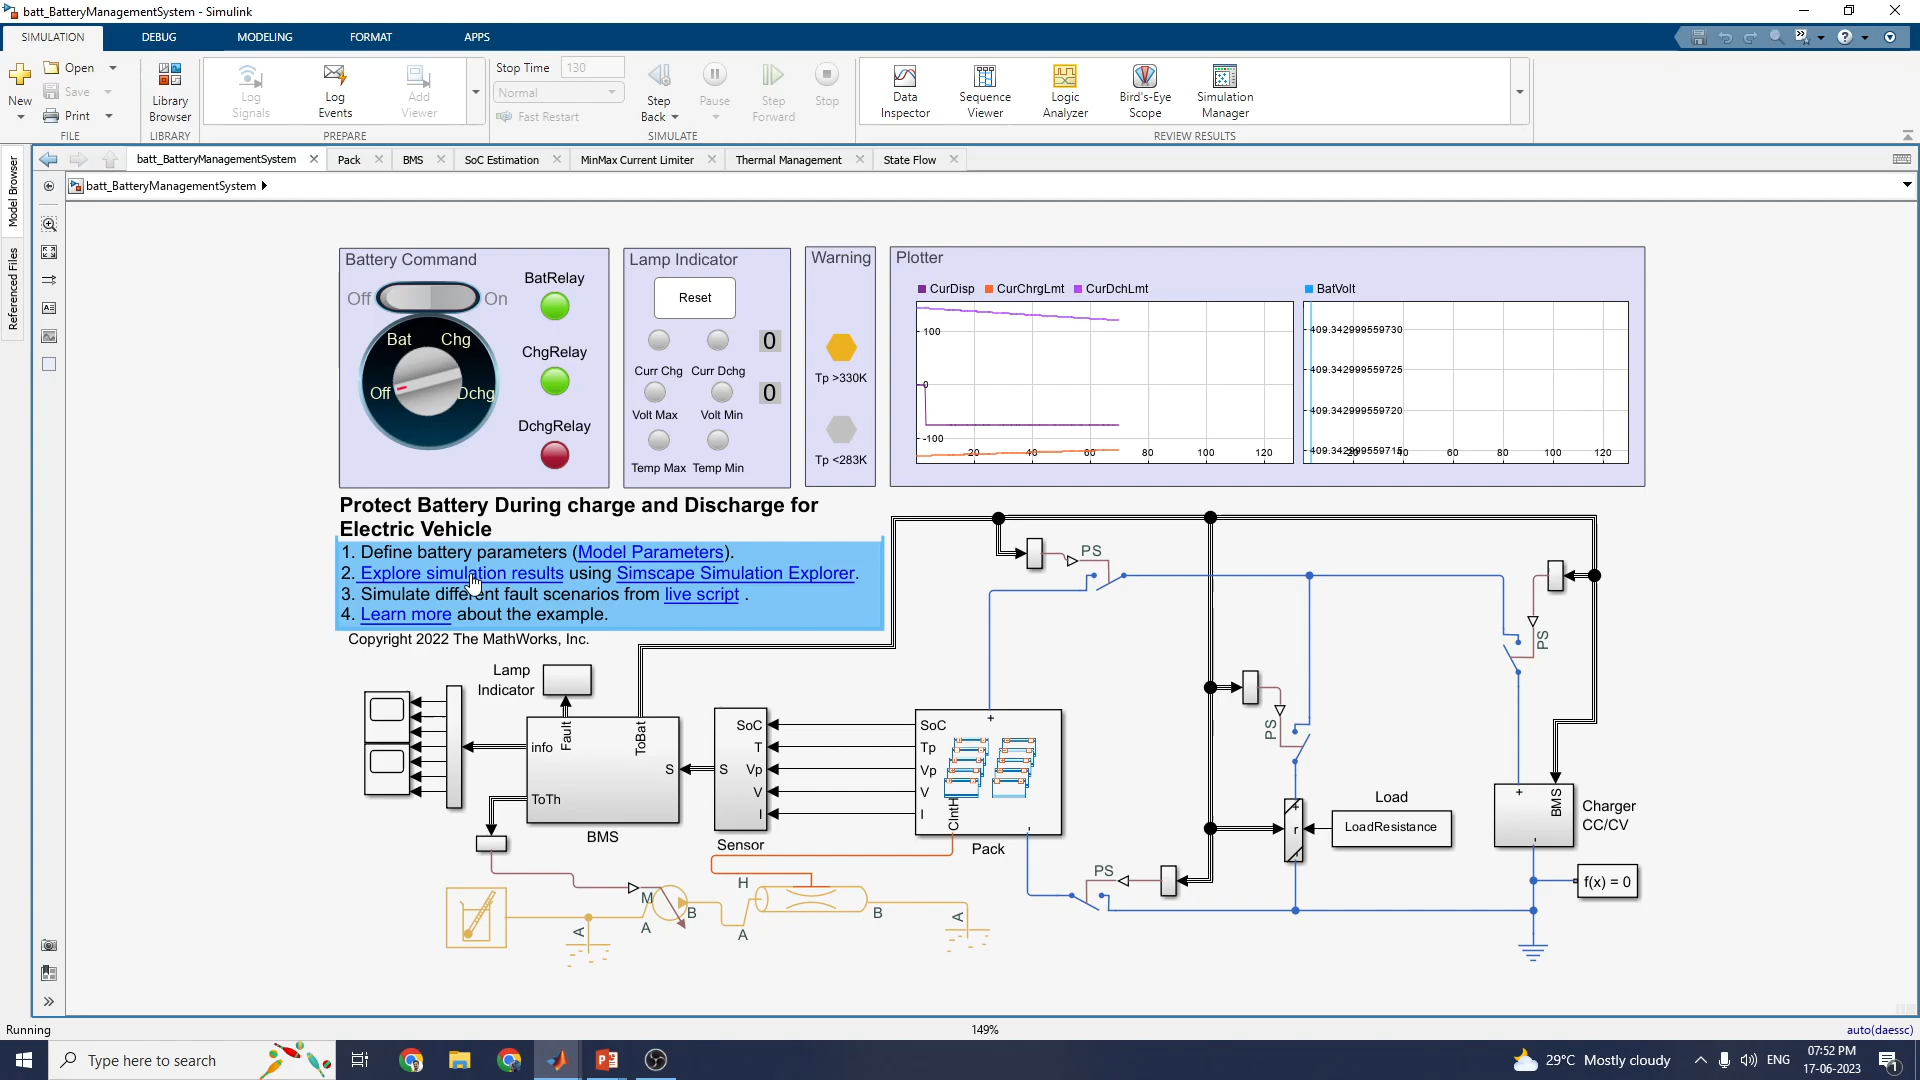 batt_BatteryManagementSystem - Simulink
SIMULATION
DEBUG
MODELING
FORMAT
APPS
New
Open
Save
Print
FILE
Library
Browser
LIBRARY
Log
Signals
Log
Events
Add
Viewer
PREPARE
Stop Time 130
Normal
Fast Restart
Step
Back
Pause
Step
Forward
Stop
SIMULATE
Data
Inspector
Sequence
Viewer
Logic
Analyzer
Bird's-Eye
Scope
Simulation
Manager
REVIEW RESULTS
batt_BatteryManagementSystem
Pack
BMS
SoC Estimation
MinMax Current Limiter
Thermal Management
State Flow
batt_BatteryManagementSystem
Model Browser
Referenced Files
Battery Command
Off
On
Bat
Chg
Off
Dchg
BatRelay
ChgRelay
DchgRelay
Lamp Indicator
Reset
0
Curr Chg
Curr Dchg
0
Volt Max
Volt Min
Temp Max
Temp Min
Warning
Tp >330K
Tp <283K
Plotter
CurDisp
CurChrgLmt
CurDchLmt
100
0
-100
20 40 60 80 100 120
BatVolt
409.342999559730
409.342999559725
409.342999559720
409.342999559715
20 40 60 80 100 120
Protect Battery During charge and Discharge for
Electric Vehicle
1. Define battery parameters (Model Parameters).
2. Explore simulation results using Simscape Simulation Explorer.
3. Simulate different fault scenarios from live script .
4. Learn more about the example.
Copyright 2022 The MathWorks, Inc.
Lamp
Indicator
info
Fault
ToBat
S
ToTh
BMS
SoC
T
S
Vp
V
I
Sensor
SoC
Tp
Vp
V
I
ClntH
+
-
Pack
PS
PS
PS
PS
Load
LoadResistance
+
r
+
BMS
-
Charger
CC/CV
f(x) = 0
M
A
B
A
H
A
B
A
Running
149%
auto(daessc)
Type here to search
29°C Mostly cloudy
ENG
07:52 PM
17-06-2023
1